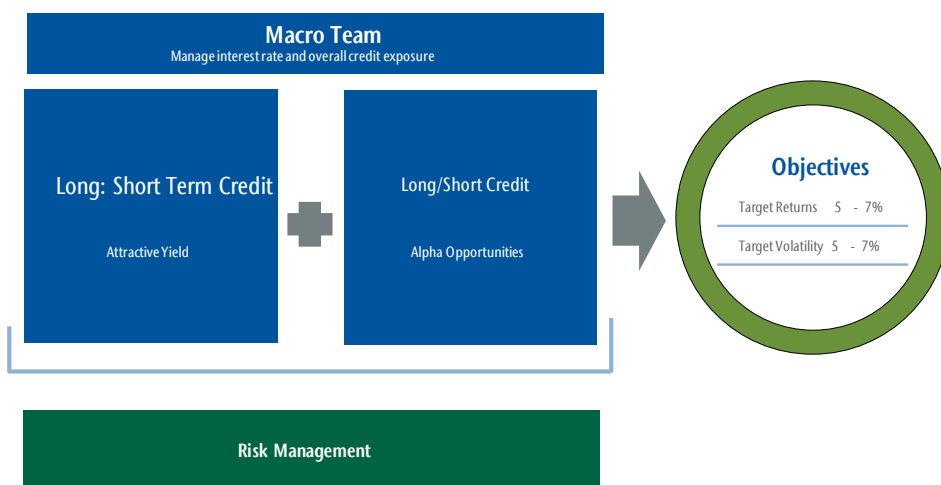 Macro Team
Manage interest rate and overall credit exposure
Long: Short Term Credit
Attractive Yield
Long/Short Credit
Alpha Opportunities
Objectives
Target Returns 5 - 7%
Target Volatility 5 - 7%
Risk Management